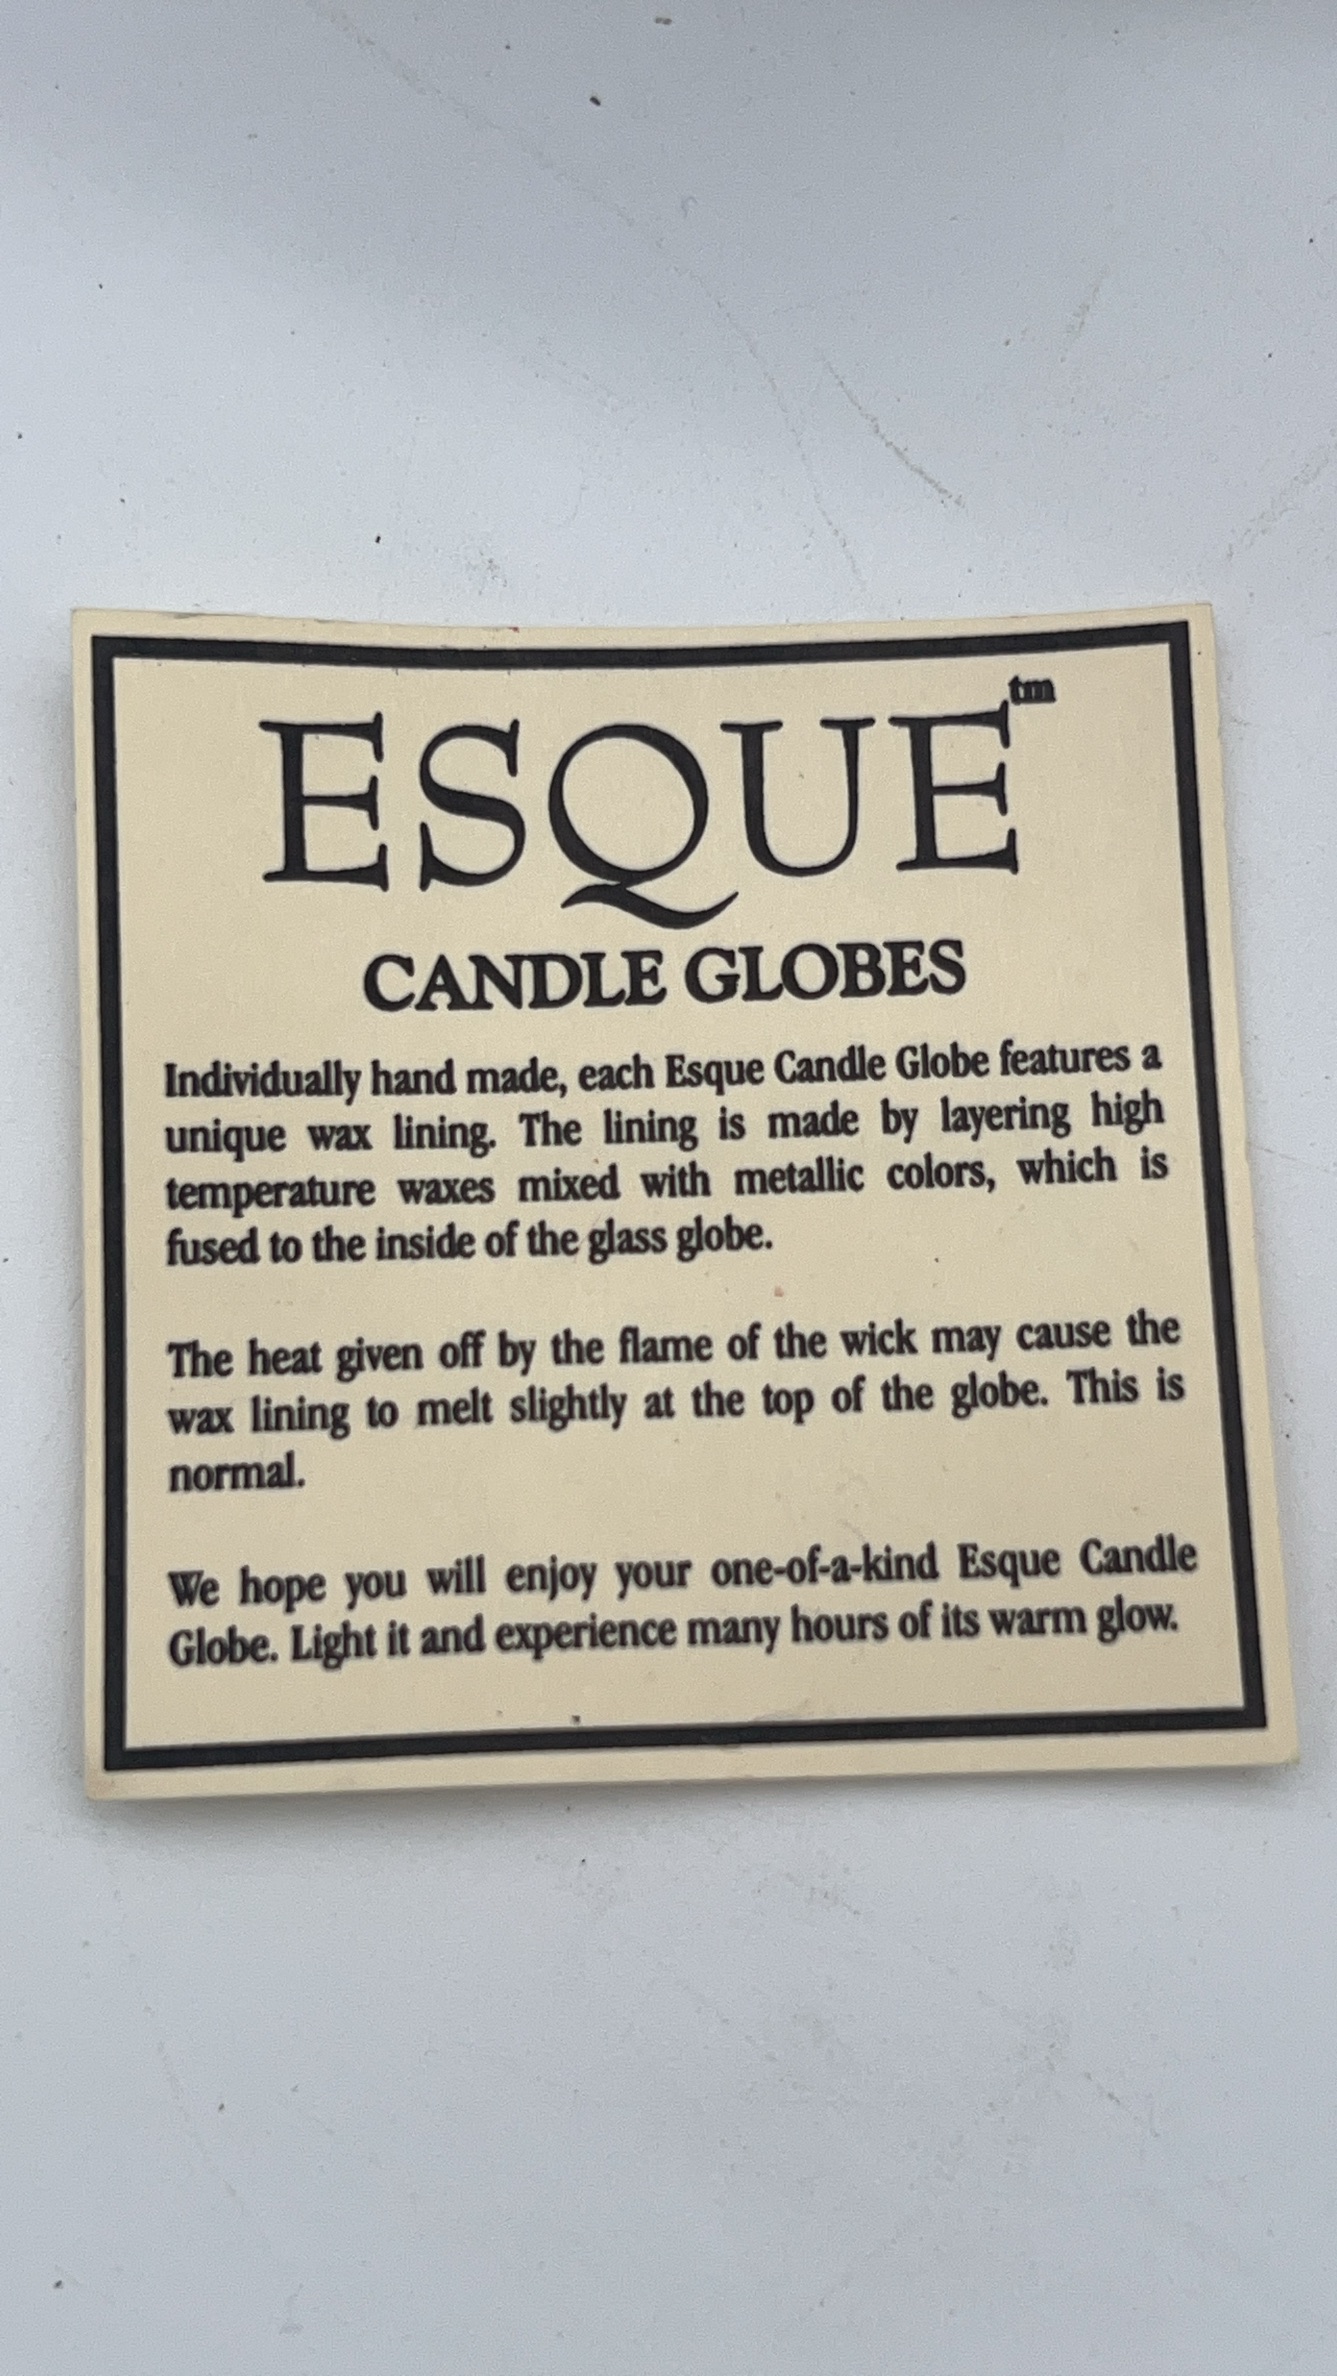 ESQUE tm
CANDLE GLOBES
Individually hand made, each Esque Candle Globe features a
unique wax lining. The lining is made by layering high
temperature waxes mixed with metallic colors, which is
fused to the inside of the glass globe.
The heat given off by the flame of the wick may cause the
wax lining to melt slightly at the top of the globe. This is
normal.
We hope you will enjoy your one-of-a-kind Esque Candle
Globe. Light it and experience many hours of its warm glow.